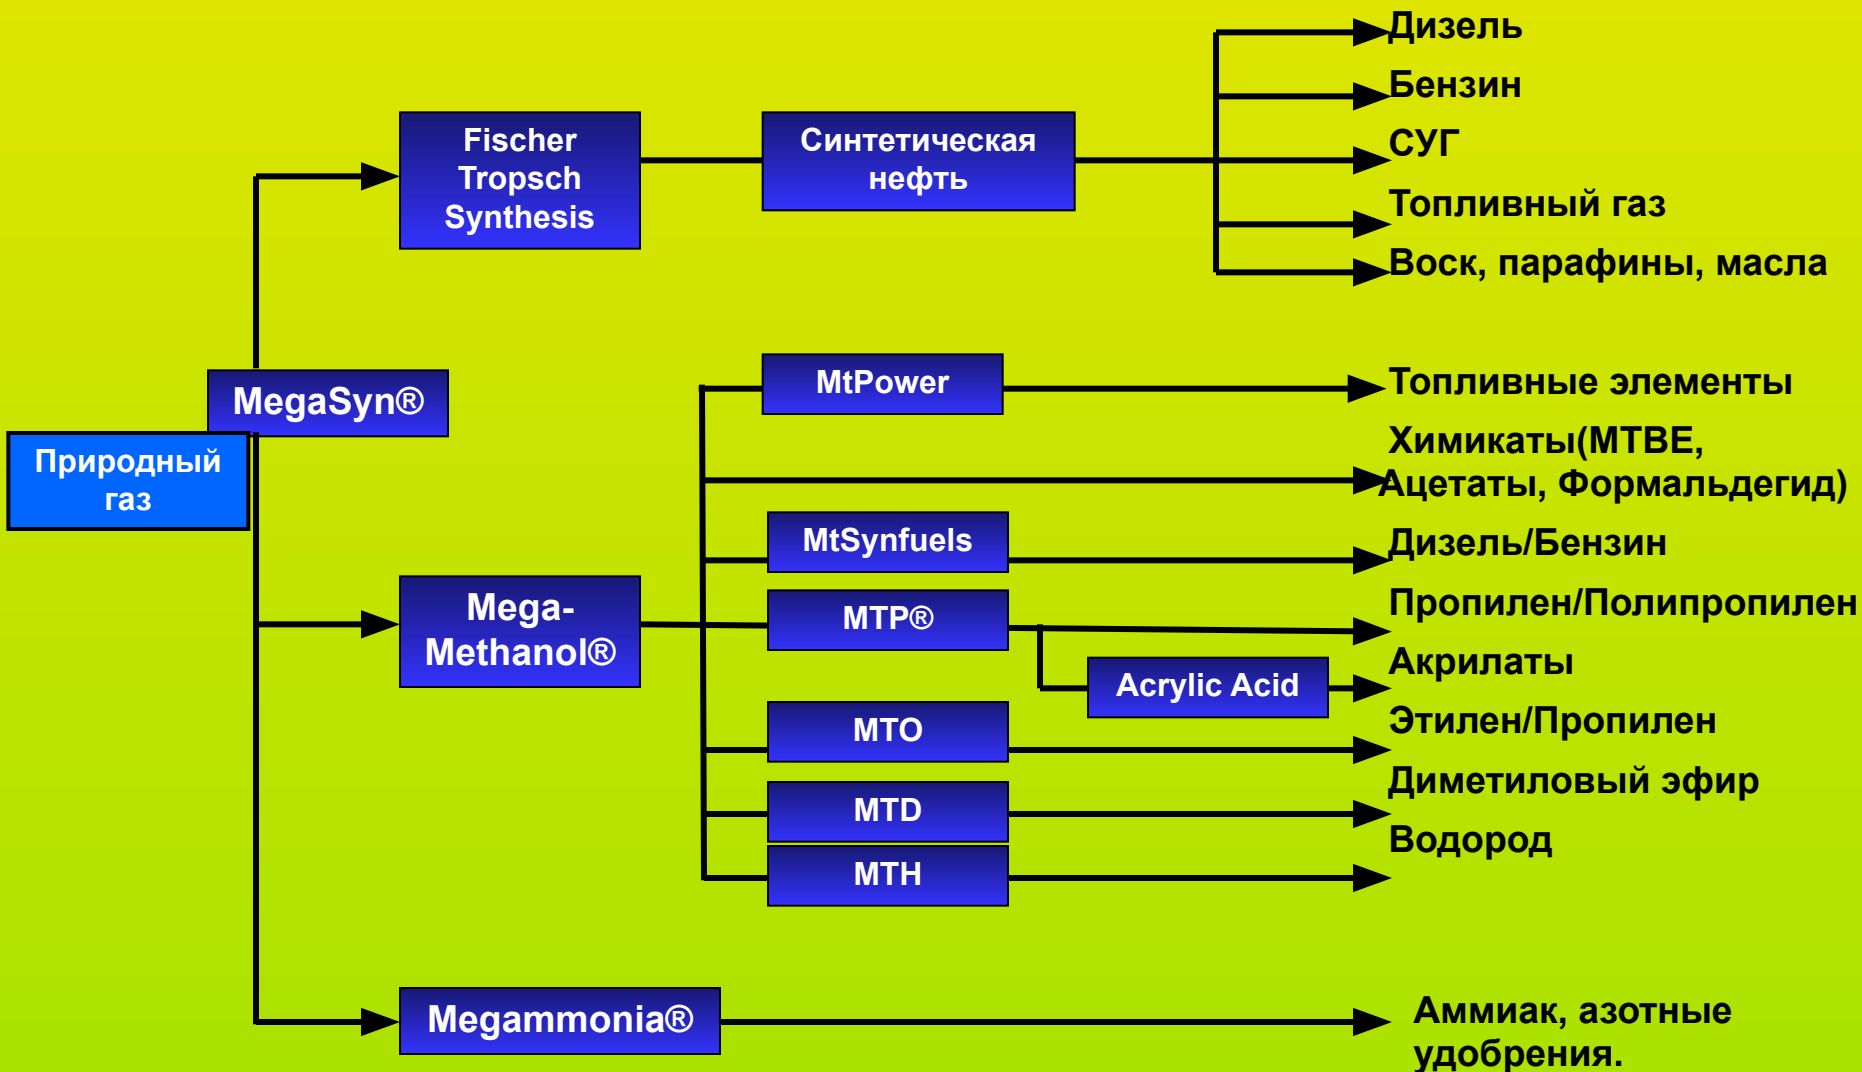 Дизель
Бензин
СУГ
Топливный газ
Воск, парафины, масла
Fischer
Tropsch
Synthesis
Синтетическая
нефть
MegaSyn®
Природный
газ
MtPower
Топливные элементы
Химикаты(МТВЕ,
Ацетаты, Формальдегид)
MtSynfuels
Дизель/Бензин
Mega-
Methanol®
MTP®
Пропилен/Полипропилен
Acrylic Acid
Акрилаты
MTO
Этилен/Пропилен
MTD
Диметиловый эфир
MTH
Водород
Megammonia®
Аммиак, азотные
удобрения.